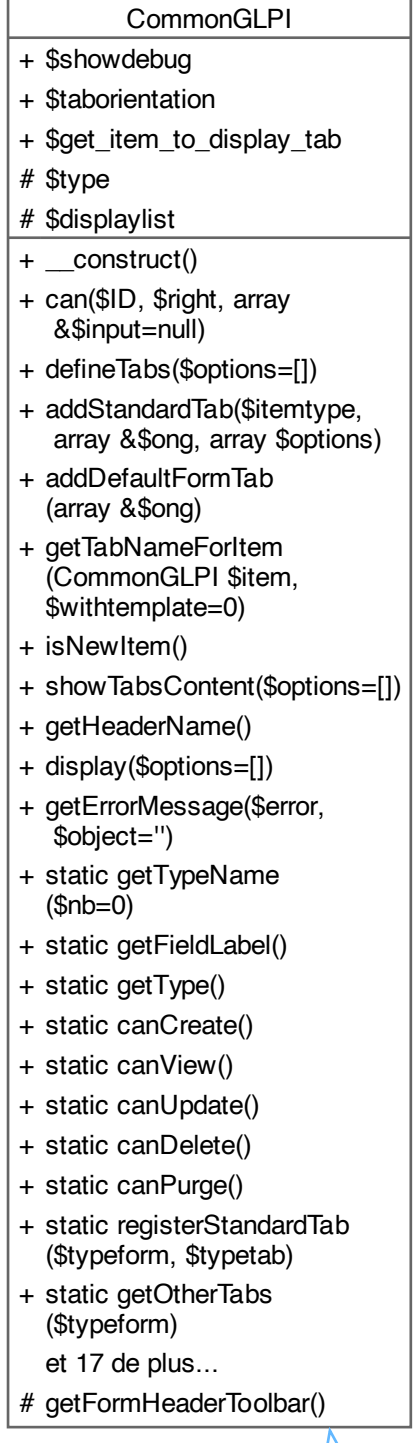 CommonGLPI
+ $showdebug
+ $taborientation
+ $get_item_to_display_tab
# $type
# $displaylist
+ __construct()
+ can($ID, $right, array
&$input=null)
+ defineTabs($options=[])
+ addStandardTab($itemtype,
array &$ong, array $options)
+ addDefaultFormTab
(array &$ong)
+ getTabNameForItem
(CommonGLPI $item,
$withtemplate=0)
+ isNewItem()
+ showTabsContent($options=[])
+ getHeaderName()
+ display($options=[])
+ getErrorMessage($error,
$object='')
+ static getTypeName
($nb=0)
+ static getFieldLabel()
+ static getType()
+ static canCreate()
+ static canView()
+ static canUpdate()
+ static canDelete()
+ static canPurge()
+ static registerStandardTab
($typeform, $typetab)
+ static getOtherTabs
($typeform)
et 17 de plus...
# getFormHeaderToolbar()